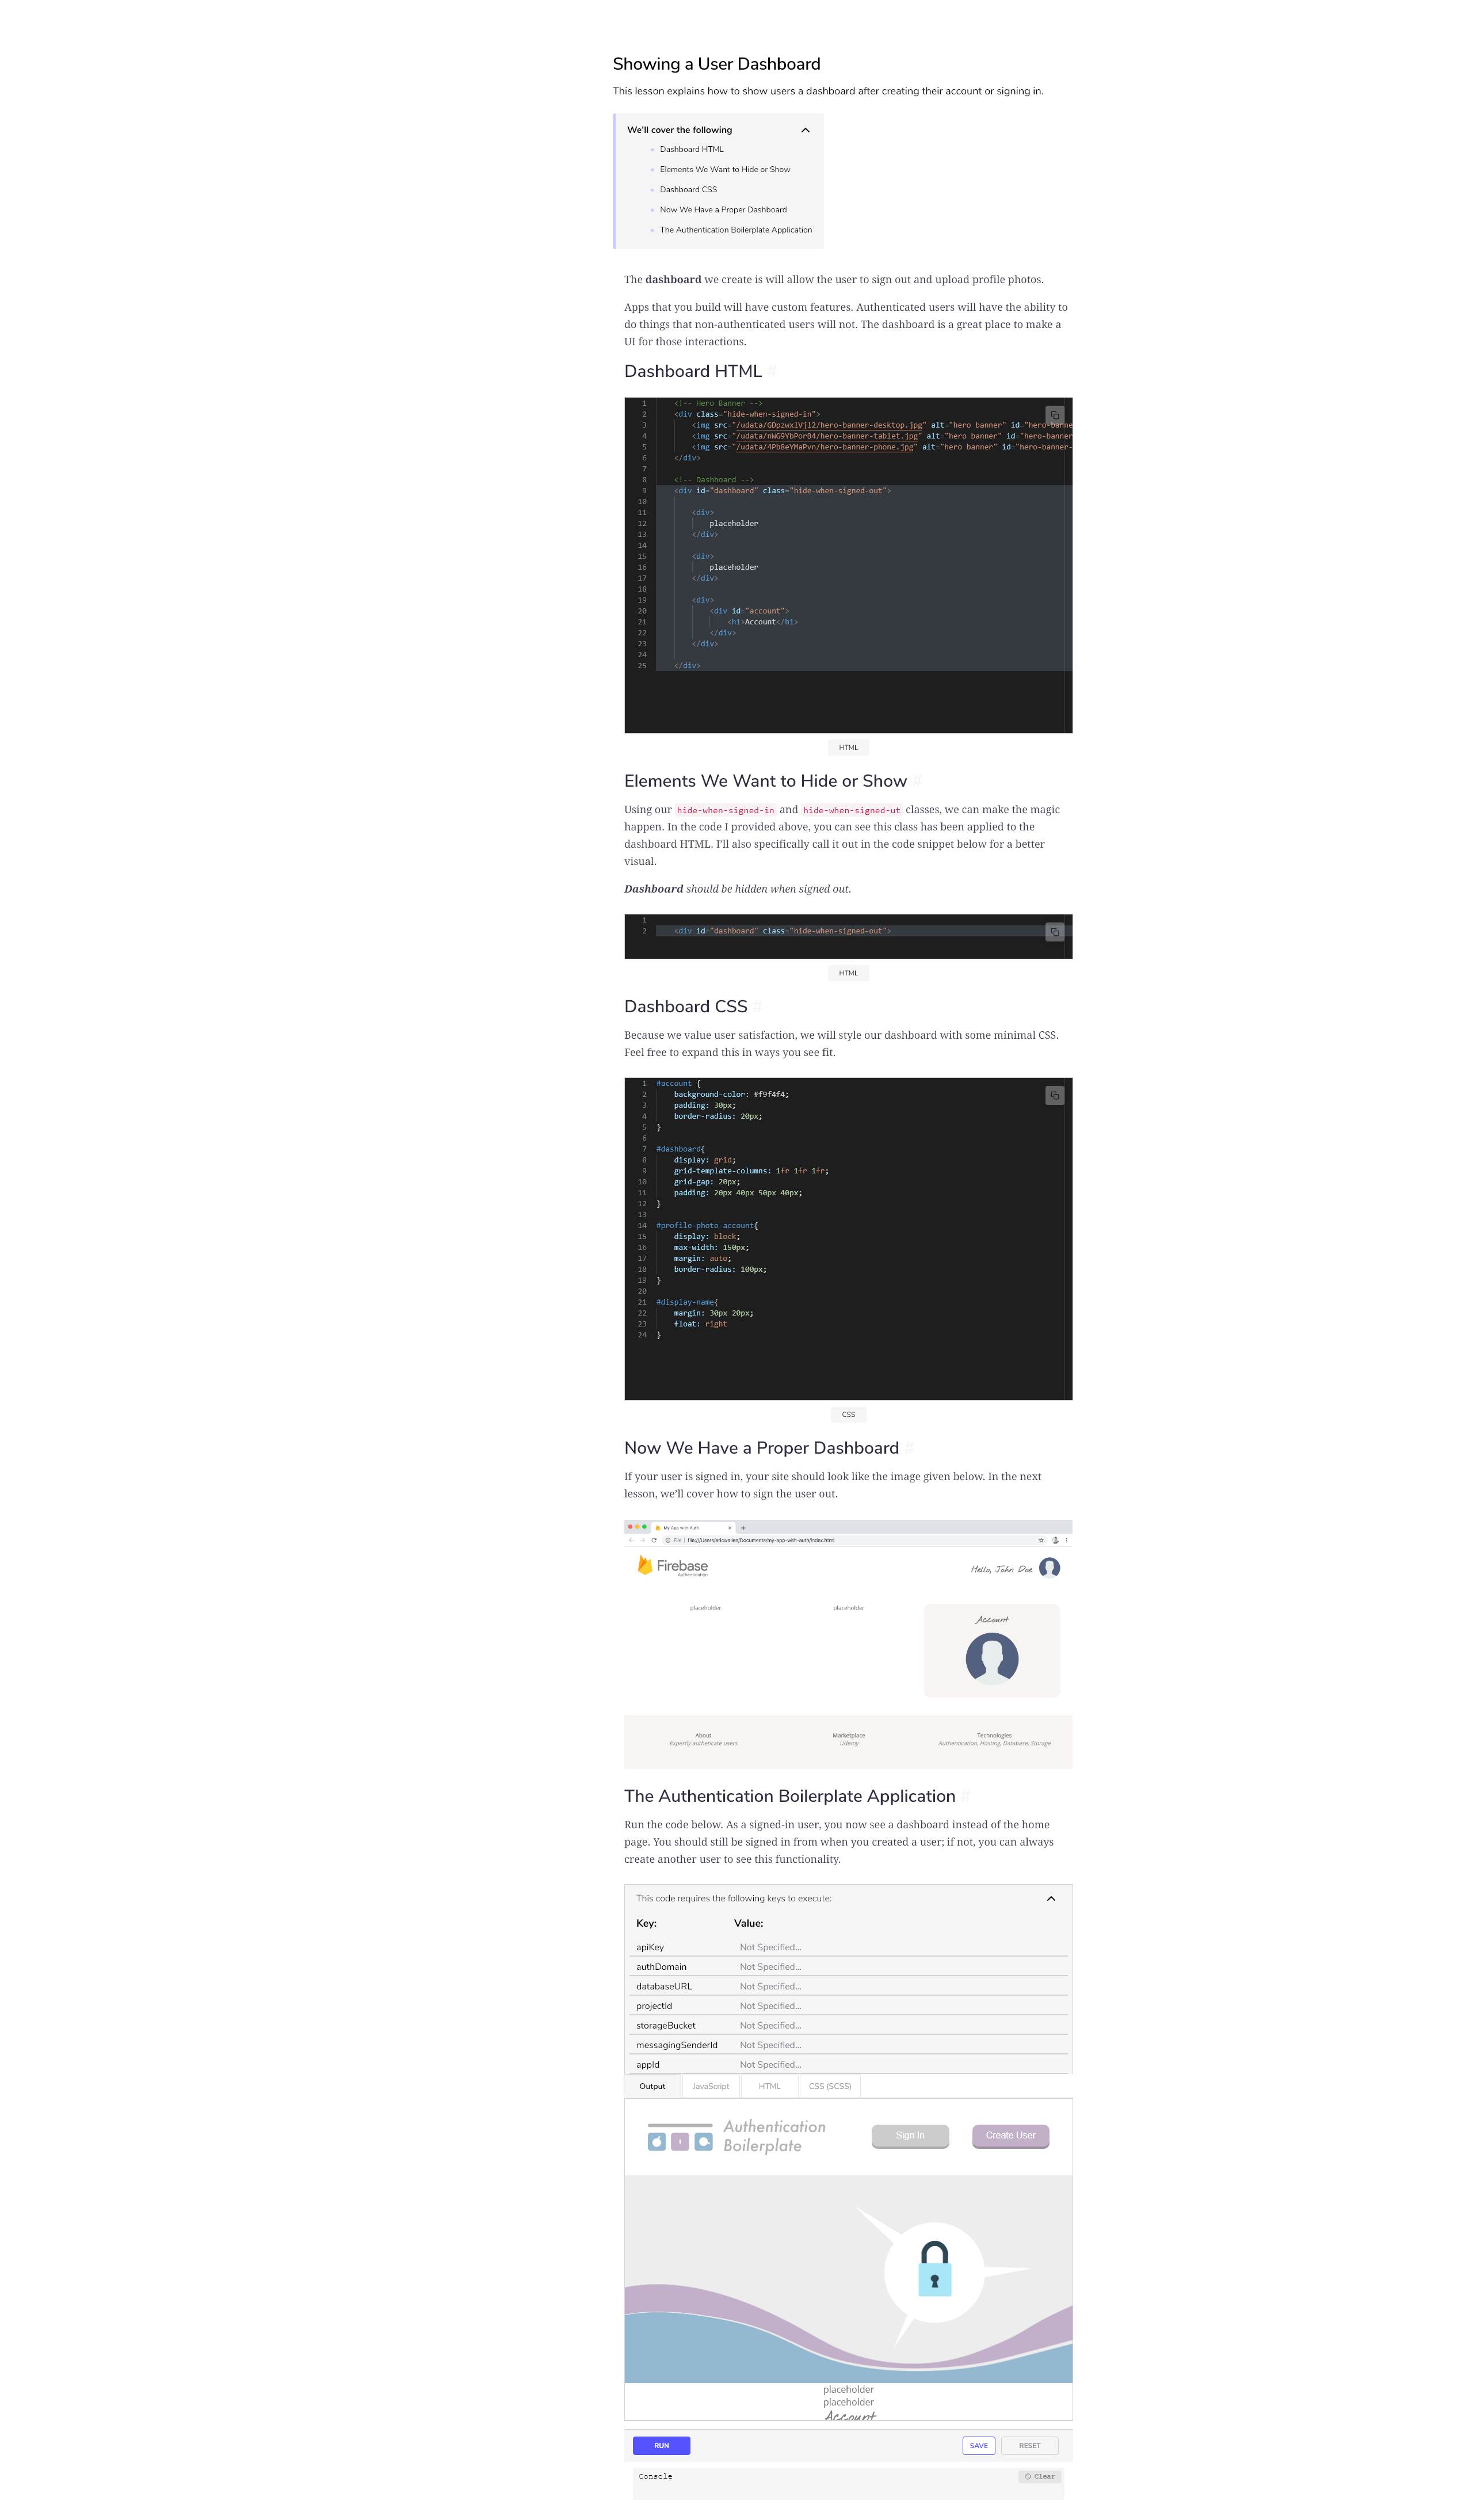 Showing a User Dashboard
This lesson explains how to show users a dashboard after creating their account or signing in.
We'll cover the following
Dashboard HTML
Elements We Want to Hide or Show
Dashboard CSS
Now We Have a Proper Dashboard
The Authentication Boilerplate Application
The dashboard we create is will allow the user to sign out and upload profile photos.
Apps that you build will have custom features. Authenticated users will have the ability to
do things that non-authenticated users will not. The dashboard is a great place to make a
UI for those interactions.
Dashboard HTML #
1 <!-- Hero Banner -->
2 <div class="hide-when-signed-in">
3 <img src="/udata/GDpzwxlVjl2/hero-banner-desktop.jpg" alt="hero banner" id="hero-banne
4 <img src="/udata/nWG9YbPorB4/hero-banner-tablet.jpg" alt="hero banner" id="hero-banner
5 <img src="/udata/4Pb8eYMaPvn/hero-banner-phone.jpg" alt="hero banner" id="hero-banner-
6 </div>
7
8 <!-- Dashboard -->
9 <div id="dashboard" class="hide-when-signed-out">
10
11 <div>
12 placeholder
13 </div>
14
15 <div>
16 placeholder
17 </div>
18
19 <div>
20 <div id="account">
21 <h1>Account</h1>
22 </div>
23 </div>
24
25 </div>
HTML
Elements We Want to Hide or Show #
Using our hide-when-signed-in and hide-when-signed-ut classes, we can make the magic
happen. In the code I provided above, you can see this class has been applied to the
dashboard HTML. I'll also specifically call it out in the code snippet below for a better
visual.
Dashboard should be hidden when signed out.
1
2 <div id="dashboard" class="hide-when-signed-out">
HTML
Dashboard CSS #
Because we value user satisfaction, we will style our dashboard with some minimal CSS.
Feel free to expand this in ways you see fit.
1 #account {
2 background-color: #f9f4f4;
3 padding: 30px;
4 border-radius: 20px;
5 }
6
7 #dashboard{
8 display: grid;
9 grid-template-columns: 1fr 1fr 1fr;
10 grid-gap: 20px;
11 padding: 20px 40px 50px 40px;
12 }
13
14 #profile-photo-account{
15 display: block;
16 max-width: 150px;
17 margin: auto;
18 border-radius: 100px;
19 }
20
21 #display-name{
22 margin: 30px 20px;
23 float: right
24 }
CSS
Now We Have a Proper Dashboard #
If your user is signed in, your site should look like the image given below. In the next
lesson, we'll cover how to sign the user out.
My App with Auth
File | file:///Users/ericwallen/Documents/my-app-with-auth/index.html
Firebase
Authentication
Hello, John Doe
placeholder placeholder
Account
About Marketplace Technologies
Expertly autheticate users Udemy Authentication, Hosting, Database, Storage
The Authentication Boilerplate Application #
Run the code below. As a signed-in user, you now see a dashboard instead of the home
page. You should still be signed in from when you created a user; if not, you can always
create another user to see this functionality.
This code requires the following keys to execute:
Key: Value:
apiKey Not Specified...
authDomain Not Specified...
databaseURL Not Specified...
projectId Not Specified...
storageBucket Not Specified...
messagingSenderId Not Specified...
appId Not Specified...
Output JavaScript HTML CSS (SCSS)
Authentication
Boilerplate
Sign In Create User
placeholder
placeholder
Account
RUN SAVE RESET
Console Clear